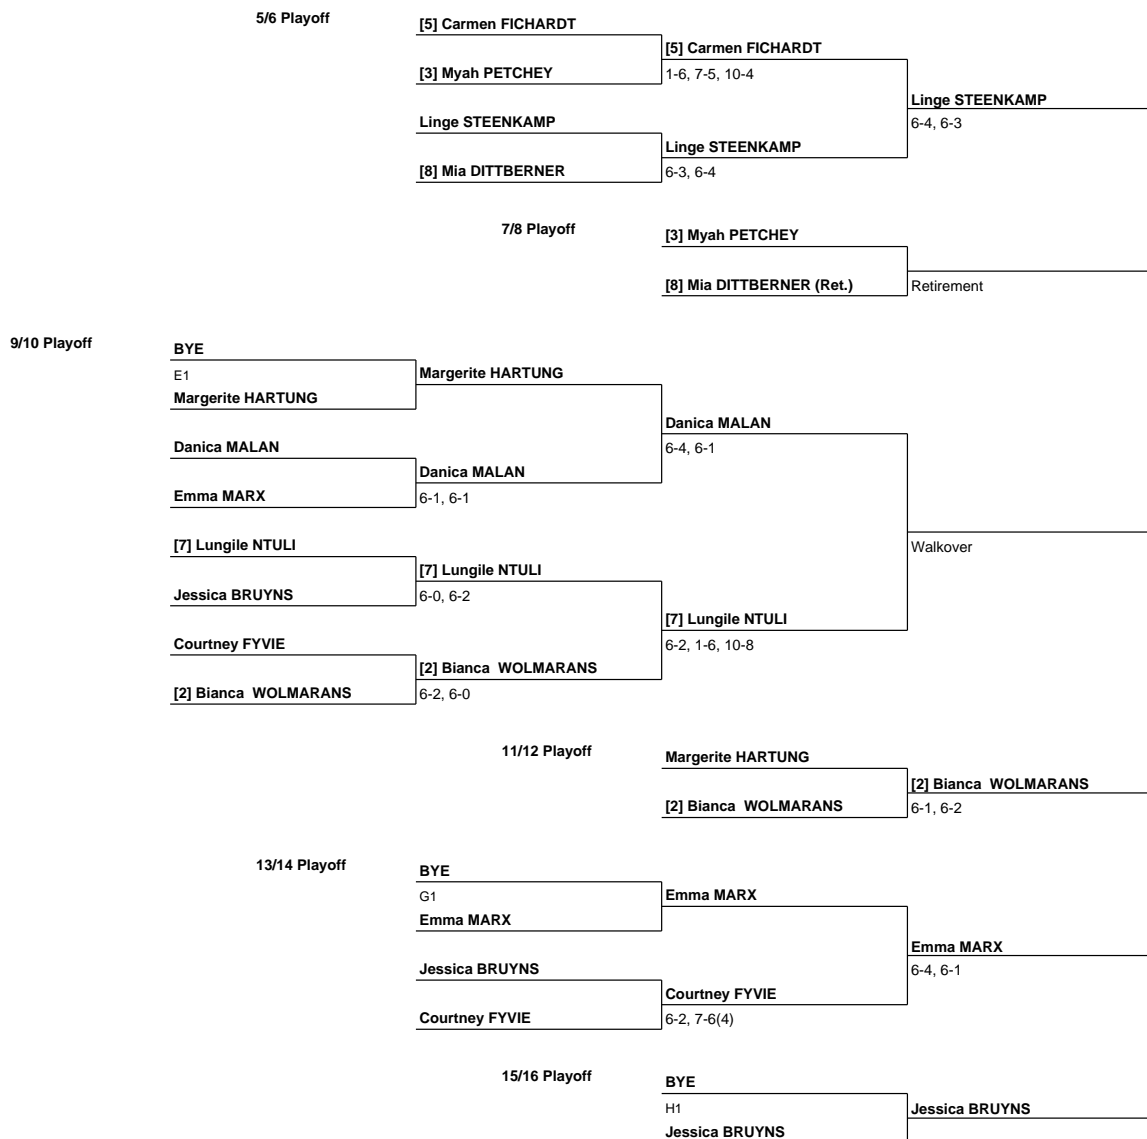 5/6 Playoff
[5] Carmen FICHARDT
[5] Carmen FICHARDT
[3] Myah PETCHEY
1-6, 7-5, 10-4
Linge STEENKAMP
Linge STEENKAMP
6-4, 6-3
Linge STEENKAMP
[8] Mia DITTBERNER
6-3, 6-4
7/8 Playoff
[3] Myah PETCHEY
[8] Mia DITTBERNER (Ret.)
Retirement
9/10 Playoff
BYE
E1
Margerite HARTUNG
Margerite HARTUNG
Danica MALAN
6-4, 6-1
Danica MALAN
Danica MALAN
Emma MARX
6-1, 6-1
[7] Lungile NTULI
Walkover
[7] Lungile NTULI
Jessica BRUYNS
6-0, 6-2
[7] Lungile NTULI
6-2, 1-6, 10-8
Courtney FYVIE
[2] Bianca WOLMARANS
[2] Bianca WOLMARANS
6-2, 6-0
11/12 Playoff
Margerite HARTUNG
[2] Bianca WOLMARANS
[2] Bianca WOLMARANS
6-1, 6-2
13/14 Playoff
BYE
G1
Emma MARX
Emma MARX
Emma MARX
6-4, 6-1
Jessica BRUYNS
Courtney FYVIE
Courtney FYVIE
6-2, 7-6(4)
15/16 Playoff
BYE
H1
Jessica BRUYNS
Jessica BRUYNS